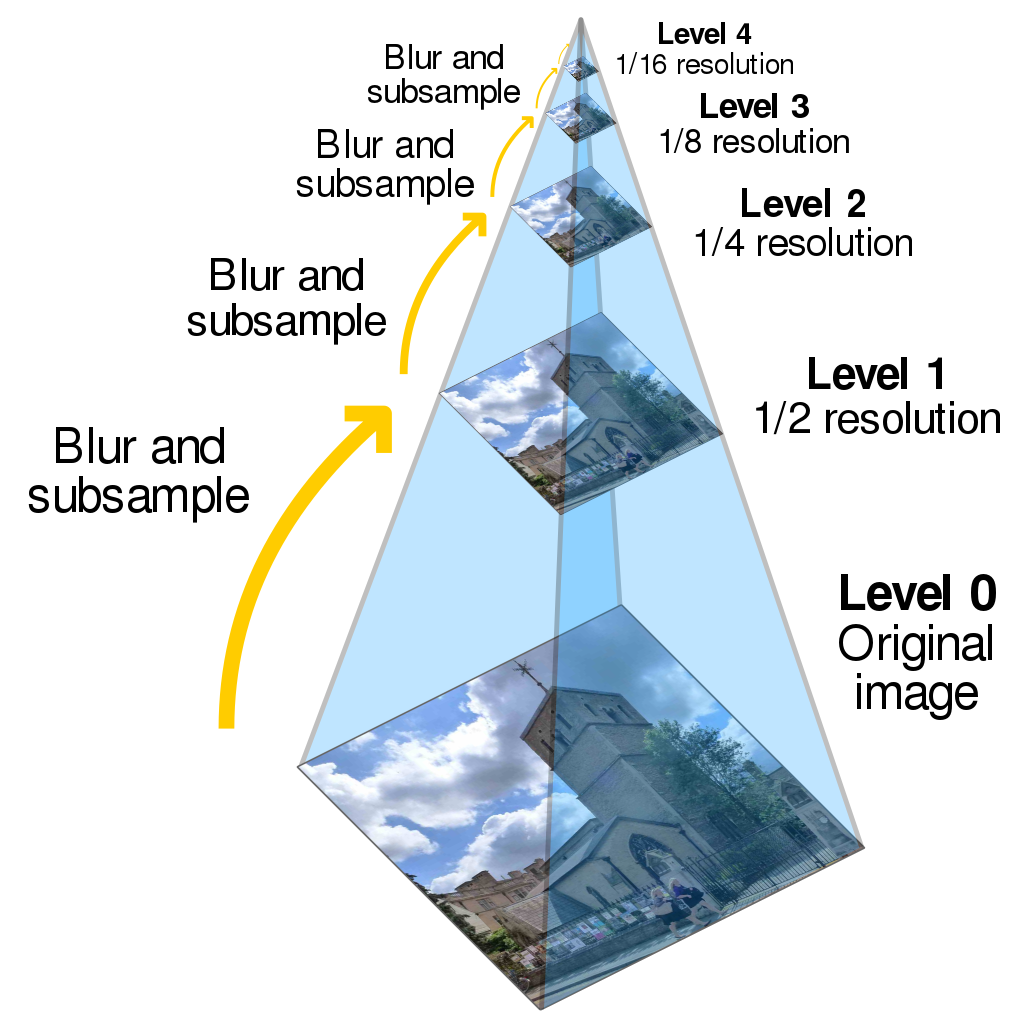 Level 4
1/16 resolution
Blur and
subsample
Level 3
1/8 resolution
Blur and
subsample
Level 2
1/4 resolution
Blur and
subsample
Level 1
1/2 resolution
Blur and
subsample
Level 0
Original
image